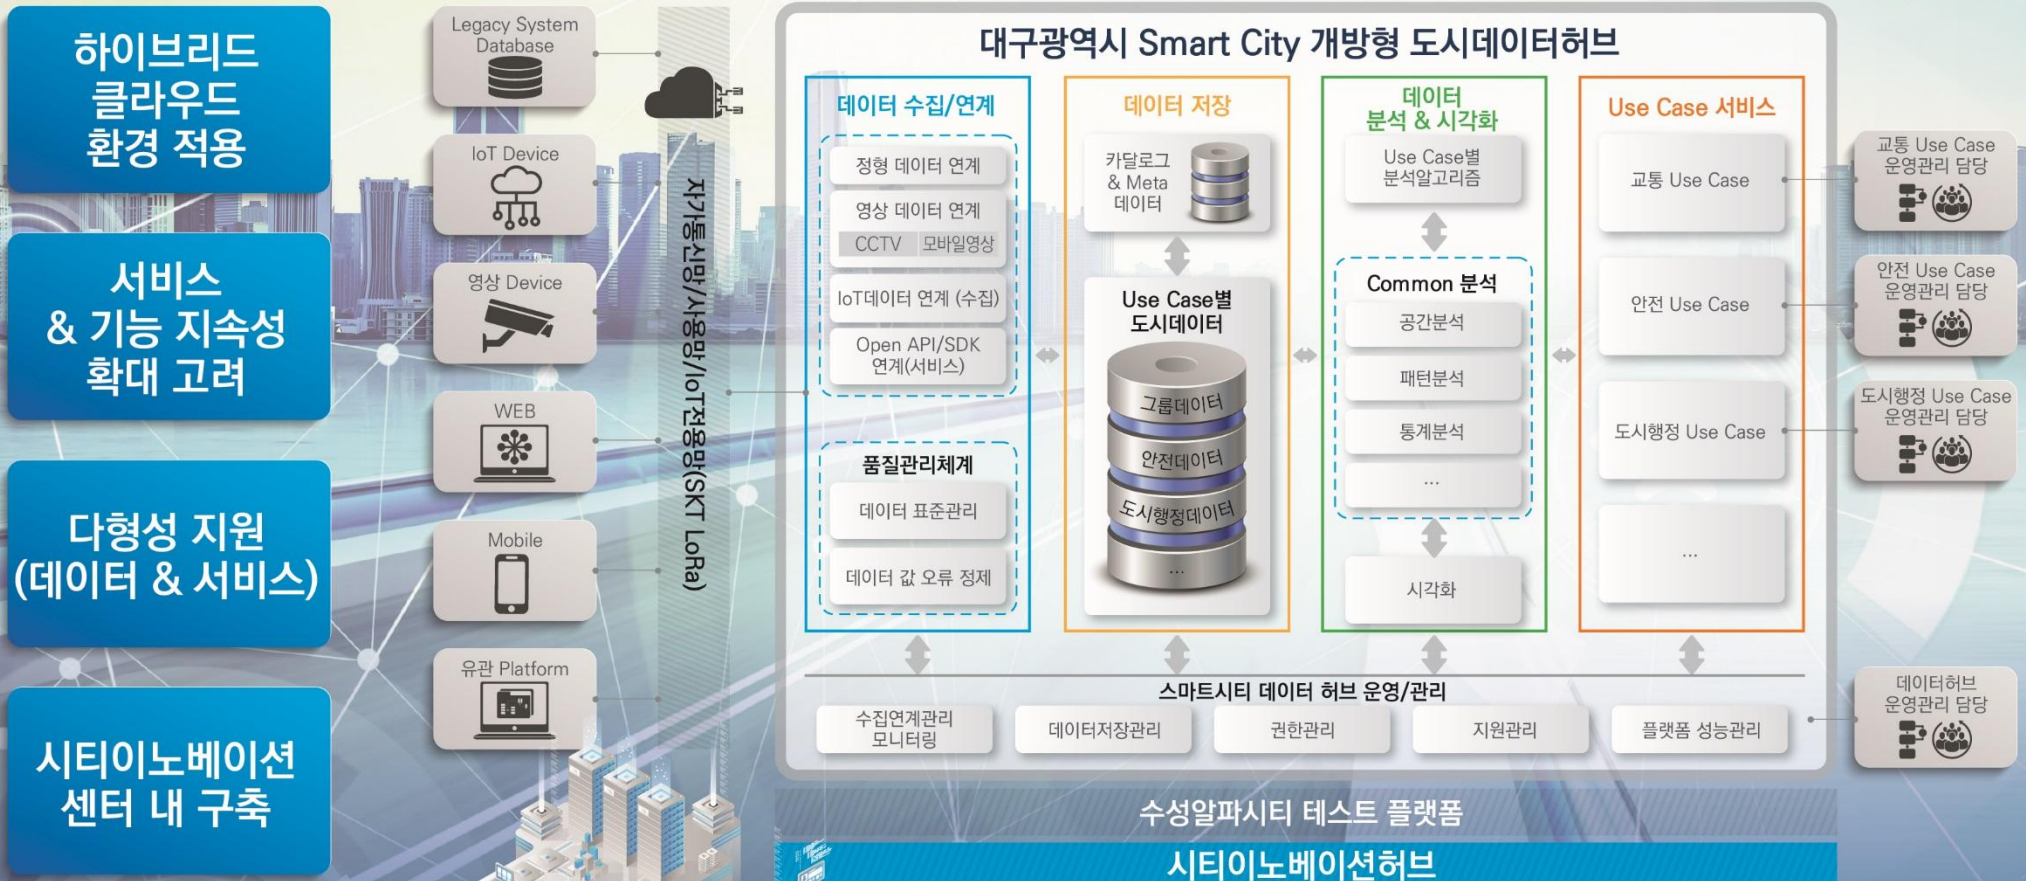 하이브리드
클라우드
환경 적용
서비스
& 기능 지속성
확대 고려
다형성 지원
(데이터 & 서비스)
시티이노베이션
센터 내 구축
Legacy System
Database
IoT Device
영상 Device
WEB
Mobile
유관 Platform
자가통신망/사용망/IoT전용망(SKT LoRa)
대구광역시 Smart City 개방형 도시데이터허브
데이터 수집/연계
정형 데이터 연계
영상 데이터 연계
CCTV 모바일영상
IoT데이터 연계 (수집)
Open API/SDK
연계(서비스)
품질관리체계
데이터 표준관리
데이터 값 오류 정제
데이터 저장
카달로그
& Meta
데이터
Use Case별
도시데이터
그룹데이터
안전데이터
도시행정데이터
...
데이터
분석 & 시각화
Use Case별
분석알고리즘
Common 분석
공간분석
패턴분석
통계분석
...
시각화
Use Case 서비스
교통 Use Case
안전 Use Case
도시행정 Use Case
...
교통 Use Case
운영관리 담당
안전 Use Case
운영관리 담당
도시행정 Use Case
운영관리 담당
스마트시티 데이터 허브 운영/관리
수집연계관리
모니터링
데이터저장관리
권한관리
지원관리
플랫폼 성능관리
데이터허브
운영관리 담당
수성알파시티 테스트 플랫폼
시티이노베이션허브